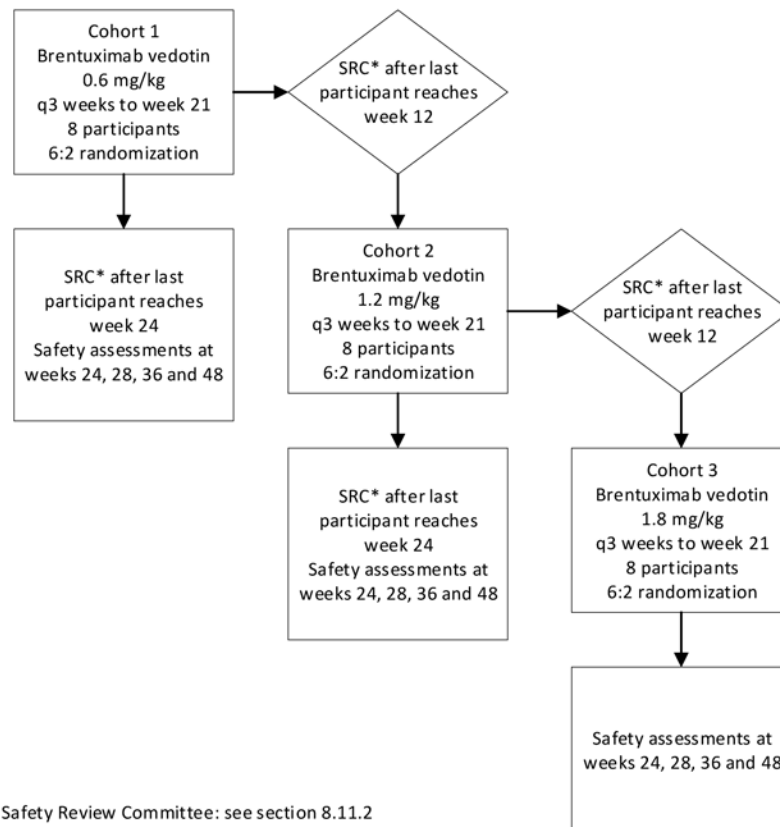 Cohort 1
Brentuximab vedotin
0.6 mg/kg
q3 weeks to week 21
8 participants
6:2 randomization
SRC* after last
participant reaches
week 12
SRC* after last
participant reaches
week 24
Safety assessments at
weeks 24, 28, 36 and 48
Cohort 2
Brentuximab vedotin
1.2 mg/kg
q3 weeks to week 21
8 participants
6:2 randomization
SRC* after last
participant reaches
week 12
SRC* after last
participant reaches
week 24
Safety assessments at
weeks 24, 28, 36 and 48
Cohort 3
Brentuximab vedotin
1.8 mg/kg
q3 weeks to week 21
8 participants
6:2 randomization
Safety assessments at
weeks 24, 28, 36 and 48
Safety Review Committee: see section 8.11.2